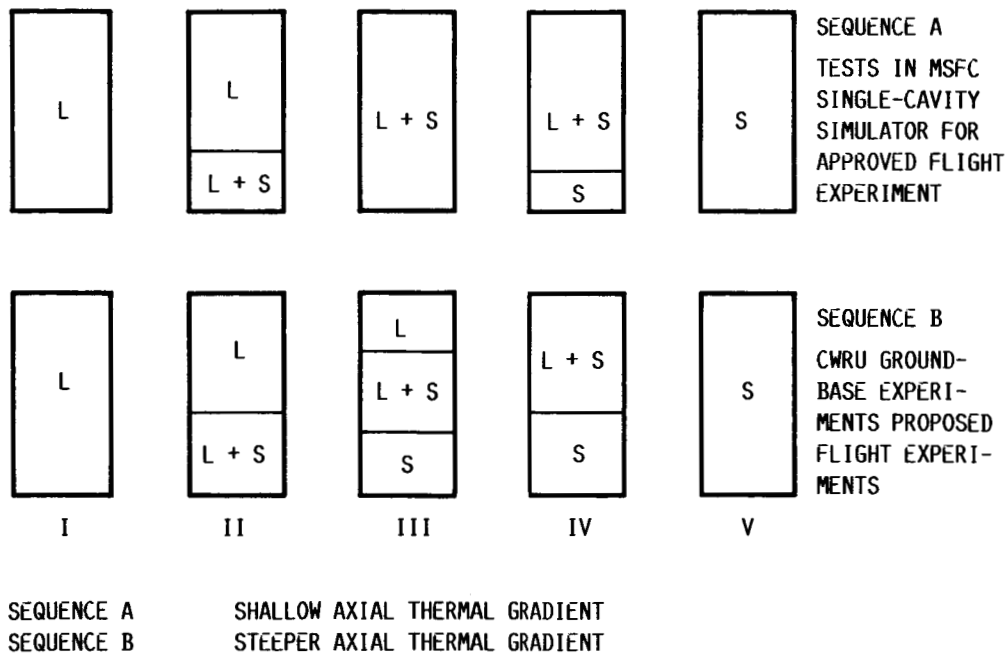 L
L
L + S
L + S
L + S
S
S
SEQUENCE A
TESTS IN MSFC
SINGLE-CAVITY
SIMULATOR FOR
APPROVED FLIGHT
EXPERIMENT
L
L
L + S
L
L + S
S
L + S
S
S
SEQUENCE B
CWRU GROUND-
BASE EXPERI-
MENTS PROPOSED
FLIGHT EXPERI-
MENTS
I
II
III
IV
V
SEQUENCE A SHALLOW AXIAL THERMAL GRADIENT
SEQUENCE B STEEPER AXIAL THERMAL GRADIENT